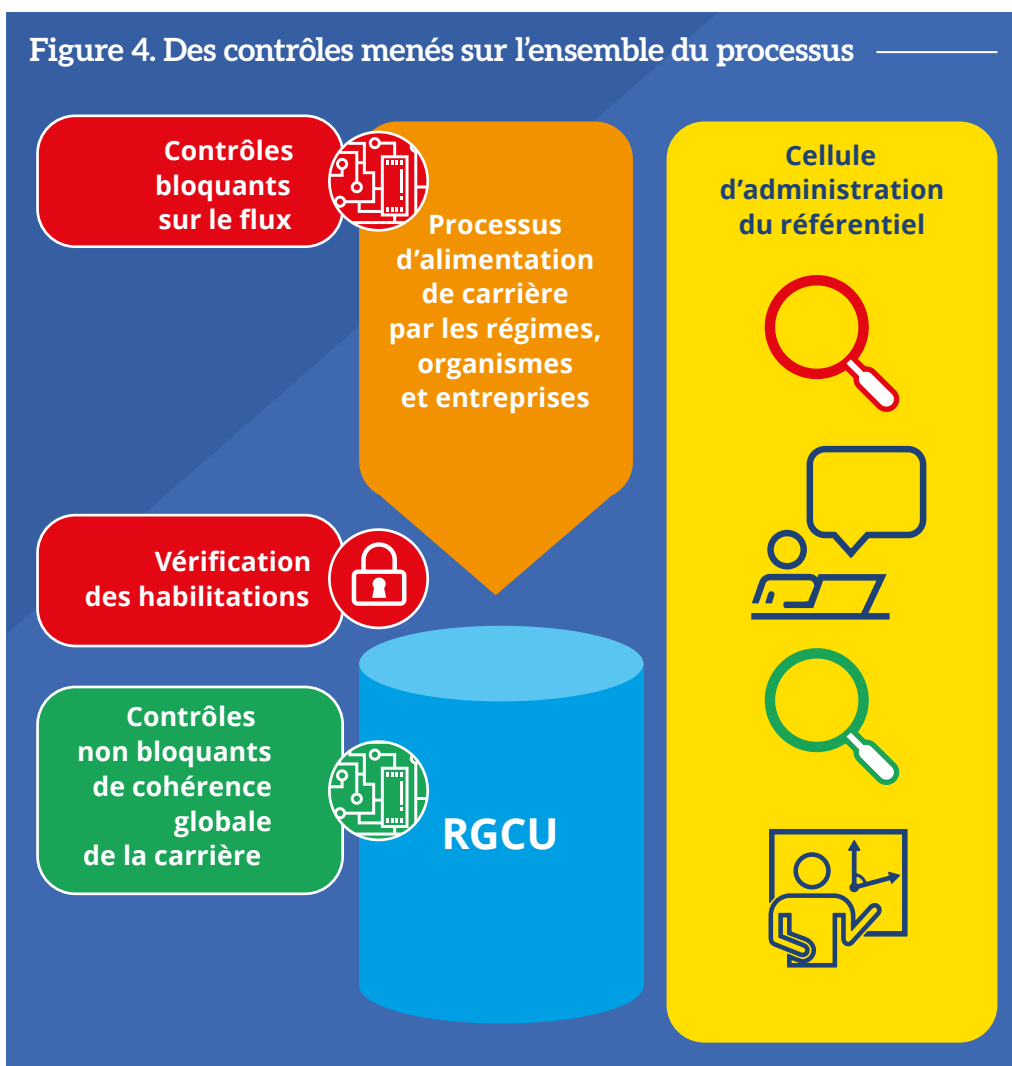 Figure 4. Des contrôles menés sur l’ensemble du processus
Contrôles
bloquants
sur le flux
Processus
d’alimentation
de carrière
par les régimes,
organismes
et entreprises
Cellule
d’administration
du référentiel
Vérification
des habilitations
Contrôles
non bloquants
de cohérence
globale
de la carrière
RGCU